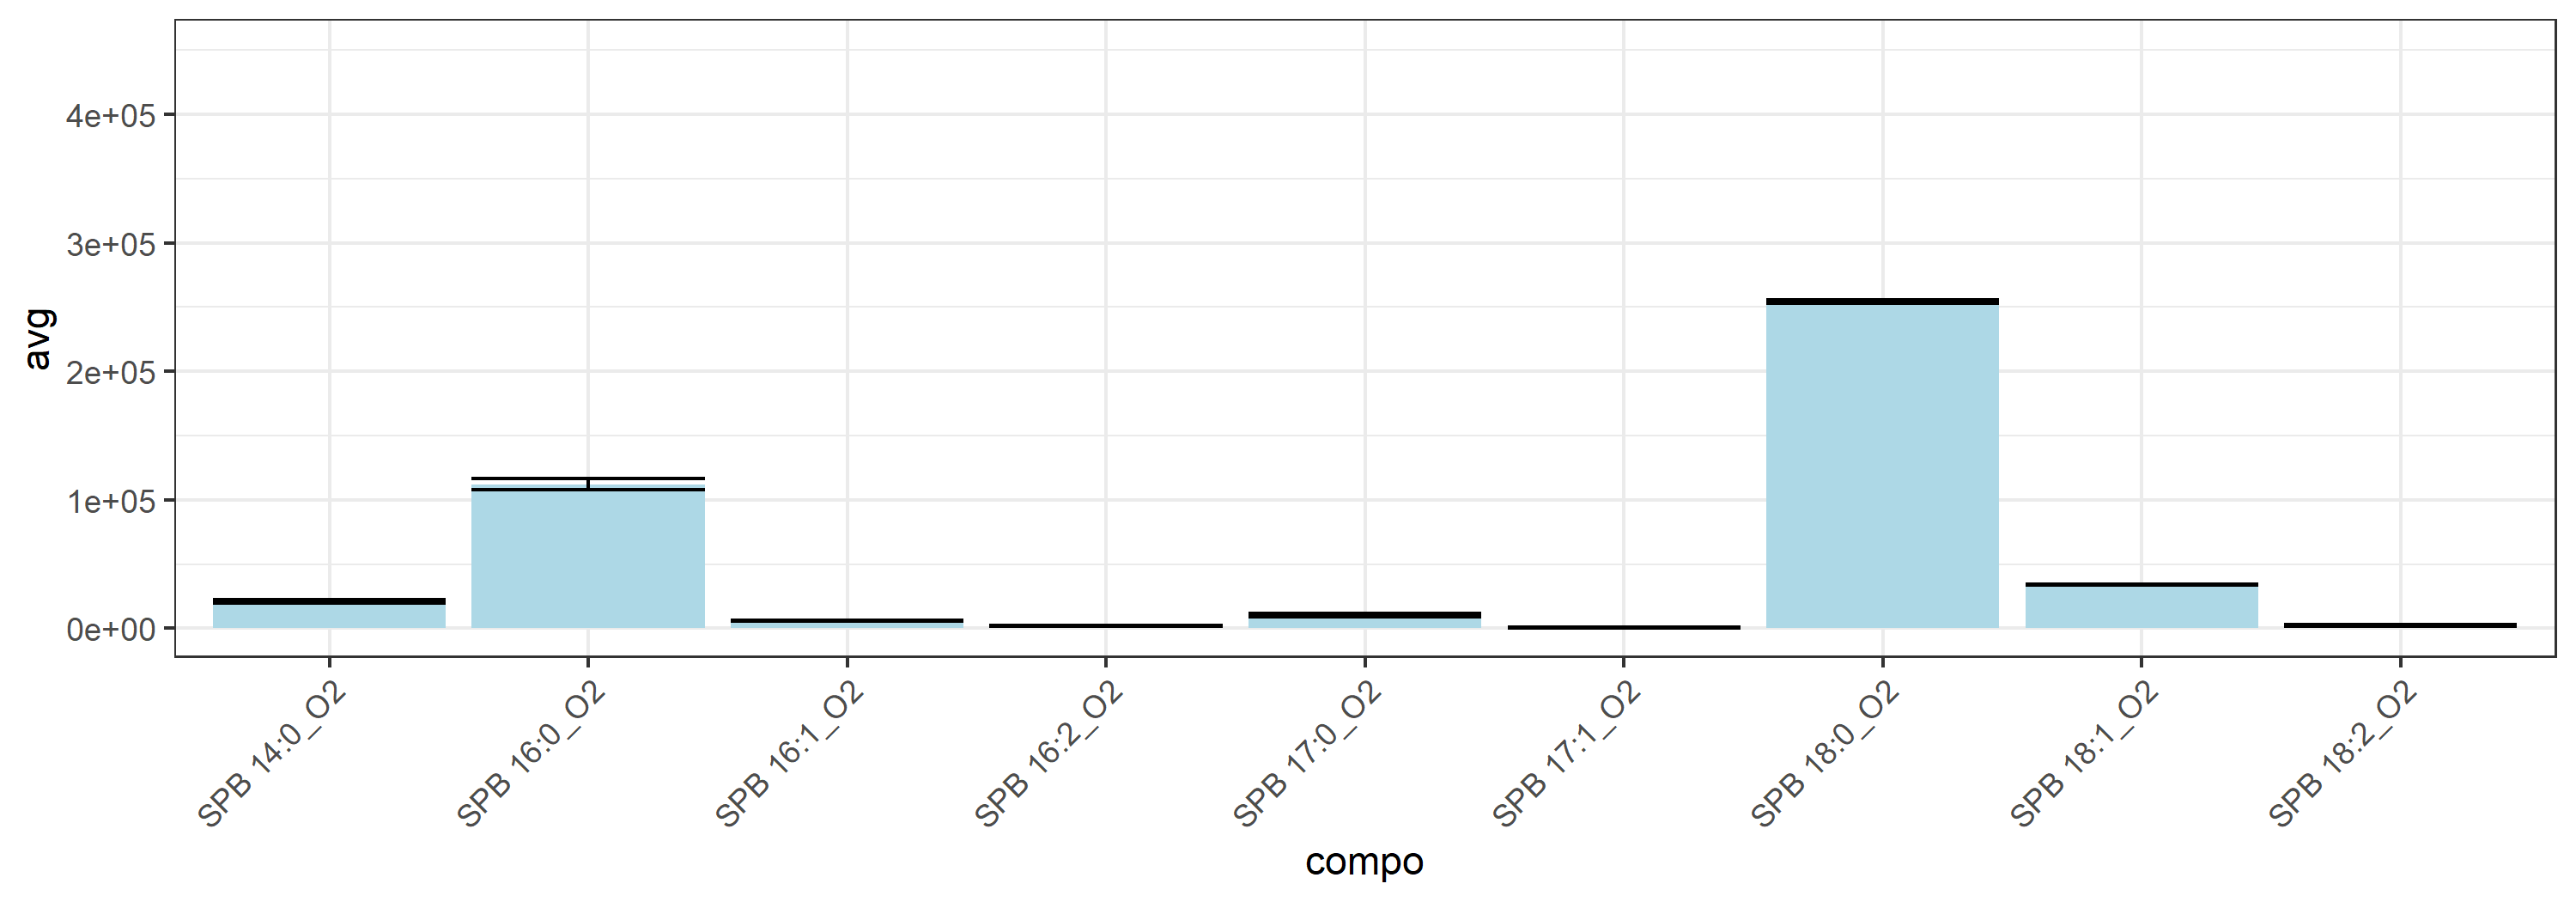 avg
4e+05
3e+05
2e+05
1e+05
0e+00
SPB 14:0_O2
SPB 16:0_O2
SPB 16:1_O2
SPB 16:2_O2
SPB 17:0_O2
SPB 17:1_O2
SPB 18:0_O2
SPB 18:1_O2
SPB 18:2_O2
compo